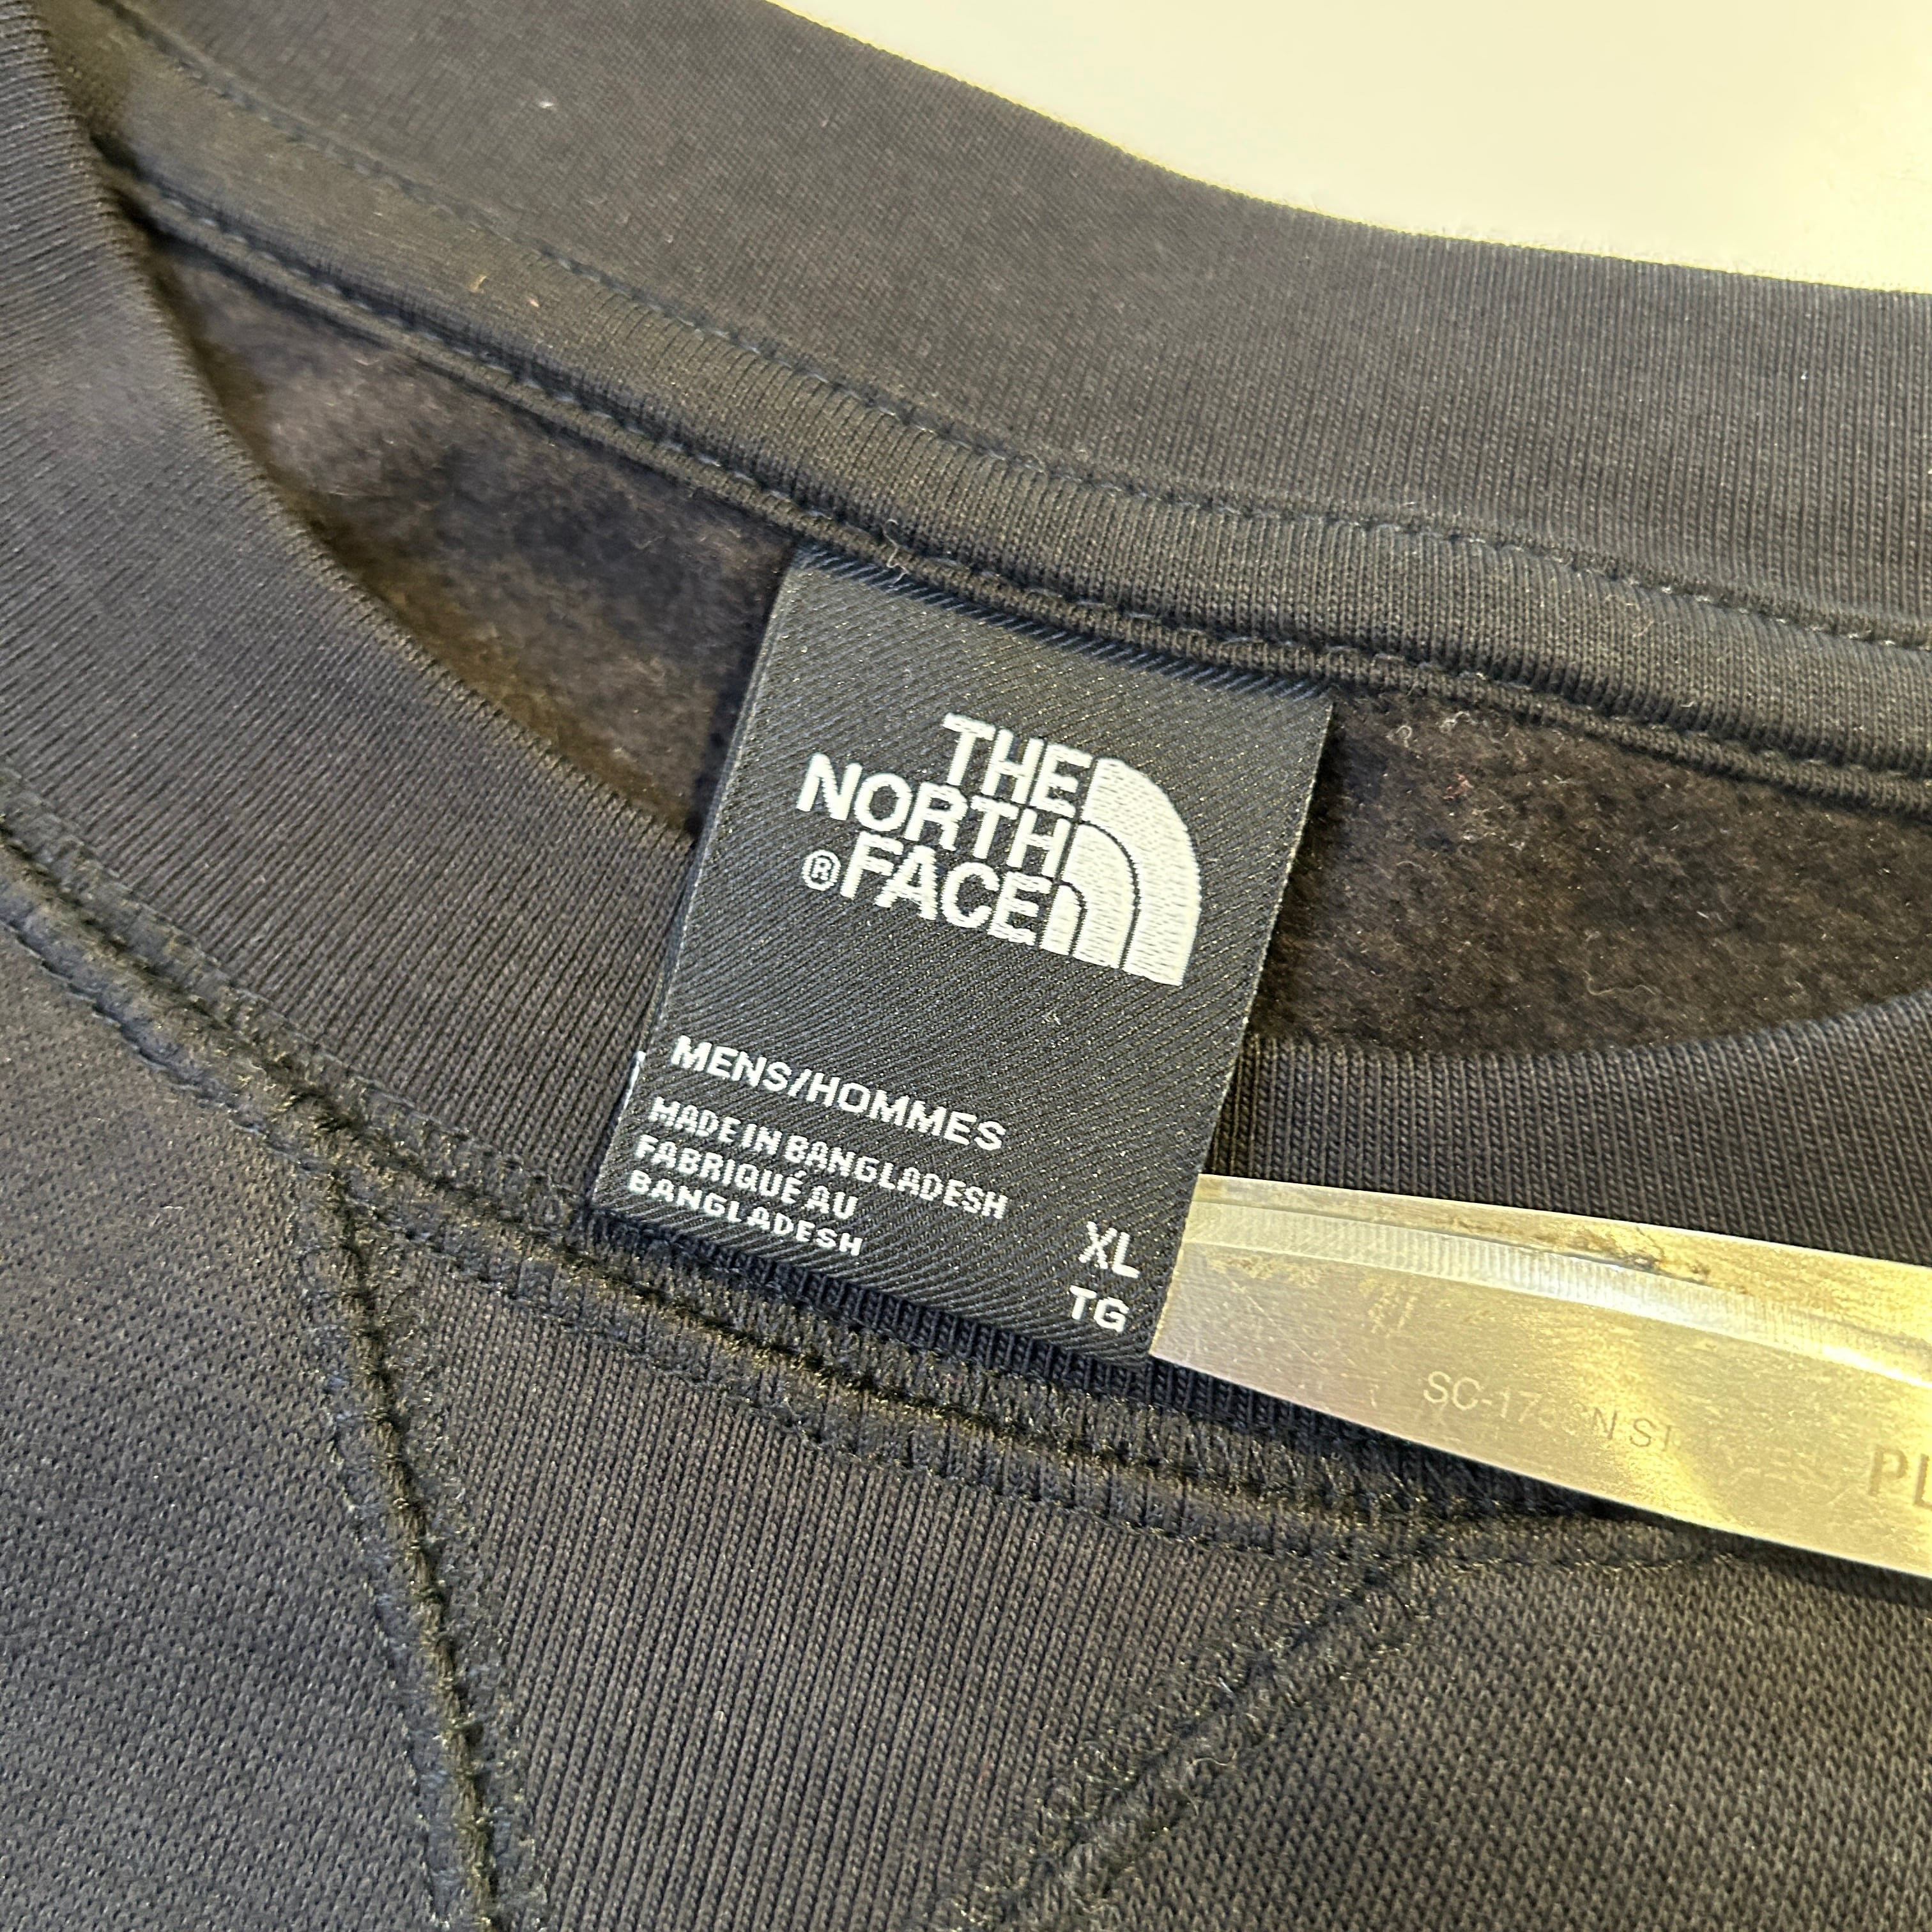 THE
NORTH
®FACE
MENS/HOMMES
MADE IN BANGLADESH
FABRIQUÉ AU
BANGLADESH
XL
TG